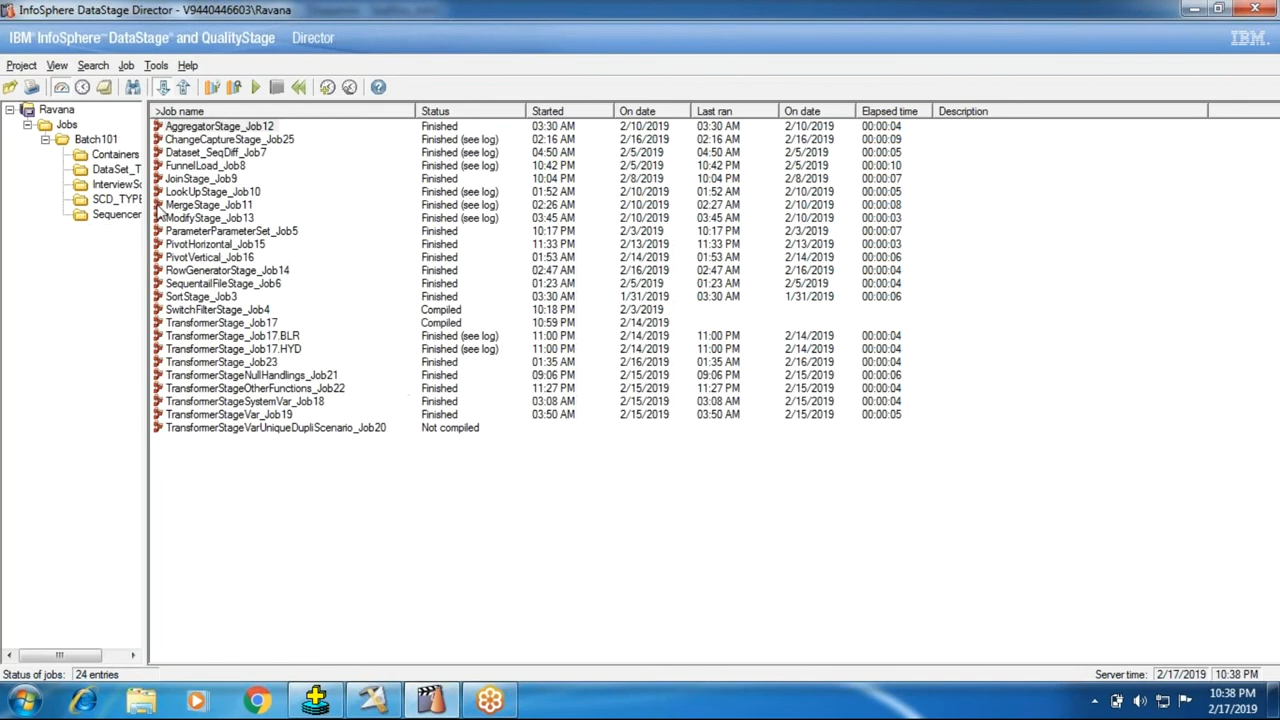 InfoSphere DataStage Director - V9440446603\Ravana
IBM® InfoSphere™ DataStage® and QualityStage Director IBM.
Project View Search Job Tools Help
Ravana
Jobs
Batch101
Containers
DataSet_T
InterviewSc
SCD_TYPE
Sequencer
>Job name Status Started On date Last ran On date Elapsed time Description
AggregatorStage_Job12 Finished 03:30 AM 2/10/2019 03:30 AM 2/10/2019 00:00:04
ChangeCaptureStage_Job25 Finished (see log) 02:16 AM 2/16/2019 02:16 AM 2/16/2019 00:00:09
Dataset_SeqDiff_Job7 Finished (see log) 04:50 AM 2/5/2019 04:50 AM 2/5/2019 00:00:05
FunnelLoad_Job8 Finished (see log) 10:42 PM 2/5/2019 10:42 PM 2/5/2019 00:00:10
JoinStage_Job9 Finished 10:04 PM 2/8/2019 10:04 PM 2/8/2019 00:00:07
LookUpStage_Job10 Finished (see log) 01:52 AM 2/10/2019 01:52 AM 2/10/2019 00:00:05
MergeStage_Job11 Finished (see log) 02:26 AM 2/10/2019 02:27 AM 2/10/2019 00:00:08
ModifyStage_Job13 Finished (see log) 03:45 AM 2/10/2019 03:45 AM 2/10/2019 00:00:03
ParameterParameterSet_Job5 Finished 10:17 PM 2/3/2019 10:17 PM 2/3/2019 00:00:07
PivotHorizontal_Job15 Finished 11:33 PM 2/13/2019 11:33 PM 2/13/2019 00:00:03
PivotVertical_Job16 Finished 01:53 AM 2/14/2019 01:53 AM 2/14/2019 00:00:06
RowGeneratorStage_Job14 Finished 02:47 AM 2/16/2019 02:47 AM 2/16/2019 00:00:04
SequentailFileStage_Job6 Finished 01:23 AM 2/5/2019 01:23 AM 2/5/2019 00:00:04
SortStage_Job3 Finished 03:30 AM 1/31/2019 03:30 AM 1/31/2019 00:00:06
SwitchFilterStage_Job4 Compiled 10:18 PM 2/3/2019
TransformerStage_Job17 Compiled 10:59 PM 2/14/2019
TransformerStage_Job17.BLR Finished (see log) 11:00 PM 2/14/2019 11:00 PM 2/14/2019 00:00:04
TransformerStage_Job17.HYD Finished (see log) 11:00 PM 2/14/2019 11:00 PM 2/14/2019 00:00:04
TransformerStage_Job23 Finished 01:35 AM 2/16/2019 01:35 AM 2/16/2019 00:00:04
TransformerStageNullHandlings_Job21 Finished 09:06 PM 2/15/2019 09:06 PM 2/15/2019 00:00:06
TransformerStageOtherFunctions_Job22 Finished 11:27 PM 2/15/2019 11:27 PM 2/15/2019 00:00:04
TransformerStageSystemVar_Job18 Finished 03:08 AM 2/15/2019 03:08 AM 2/15/2019 00:00:04
TransformerStageVar_Job19 Finished 03:50 AM 2/15/2019 03:50 AM 2/15/2019 00:00:05
TransformerStageVarUniqueDupliScenario_Job20 Not compiled
Status of jobs: 24 entries Server time: 2/17/2019 10:38 PM
10:38 PM
2/17/2019